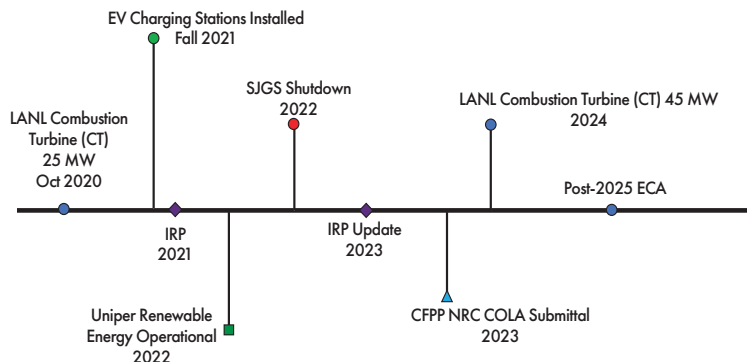 EV Charging Stations Installed
Fall 2021
SJGS Shutdown
2022
LANL Combustion Turbine (CT) 45 MW
2024
LANL Combustion
Turbine (CT)
25 MW
Oct 2020
Post-2025 ECA
IRP
2021
IRP Update
2023
Uniper Renewable
Energy Operational
2022
CFPP NRC COLA Submittal
2023